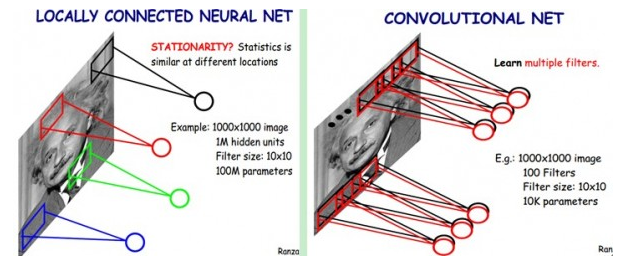 LOCALLY CONNECTED NEURAL NET
STATIONARITY? Statistics is
similar at different locations
Example: 1000x1000 image
1M hidden units
Filter size: 10x10
100M parameters
Ranza
CONVOLUTIONAL NET
Learn multiple filters.
E.g.: 1000x1000 image
100 Filters
Filter size: 10x10
10K parameters
Ran